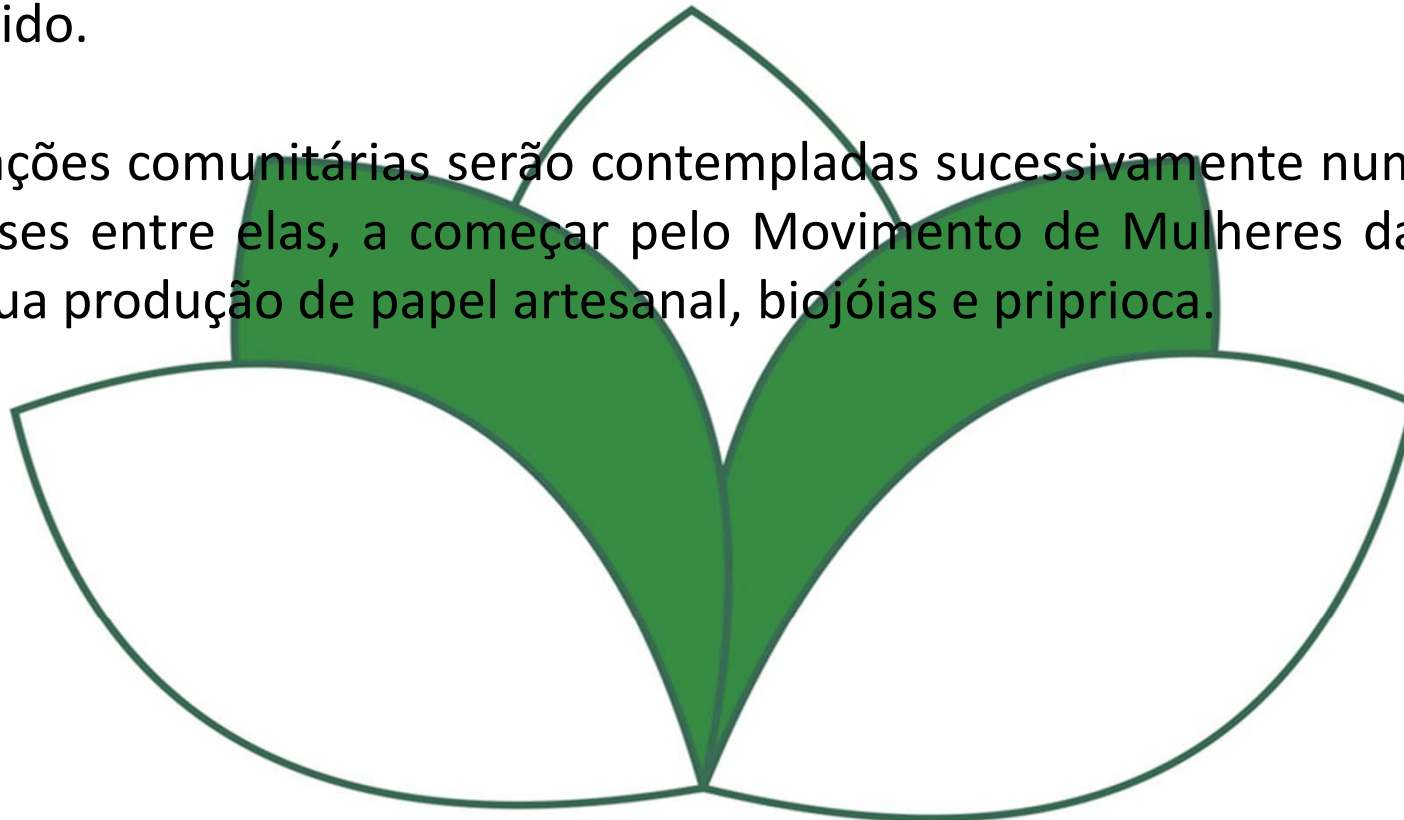 ido.
ações comunitárias serão contempladas sucessivamente num
ses entre elas, a começar pelo Movimento de Mulheres da
ua produção de papel artesanal, biojóias e priprioca.